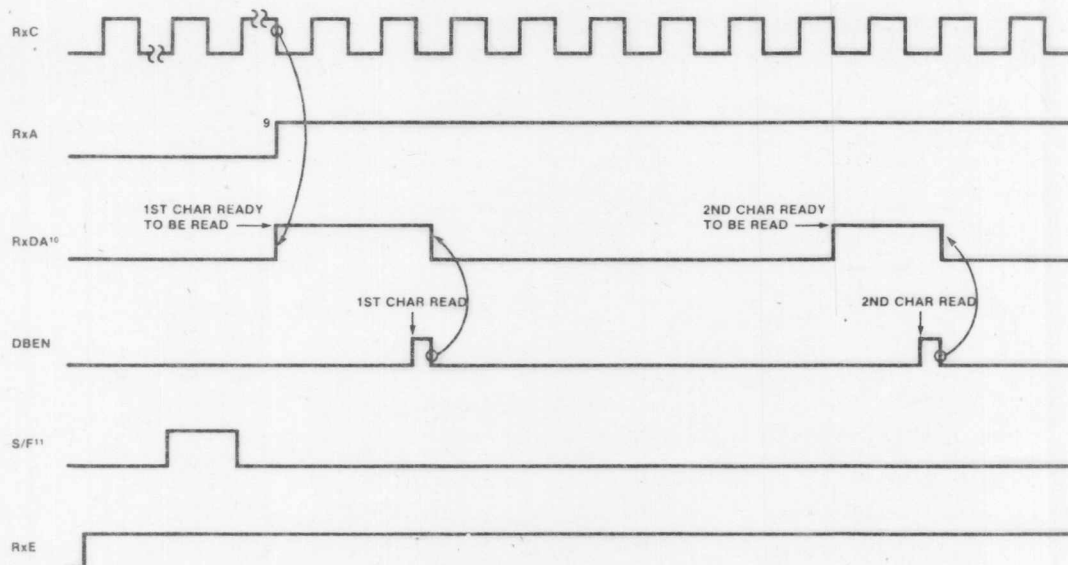 RxC
RxA
9
1ST CHAR READY
TO BE READ
2ND CHAR READY
TO BE READ
RxDA¹⁰
1ST CHAR READ
2ND CHAR READ
DBEN
S/F¹¹
RxE